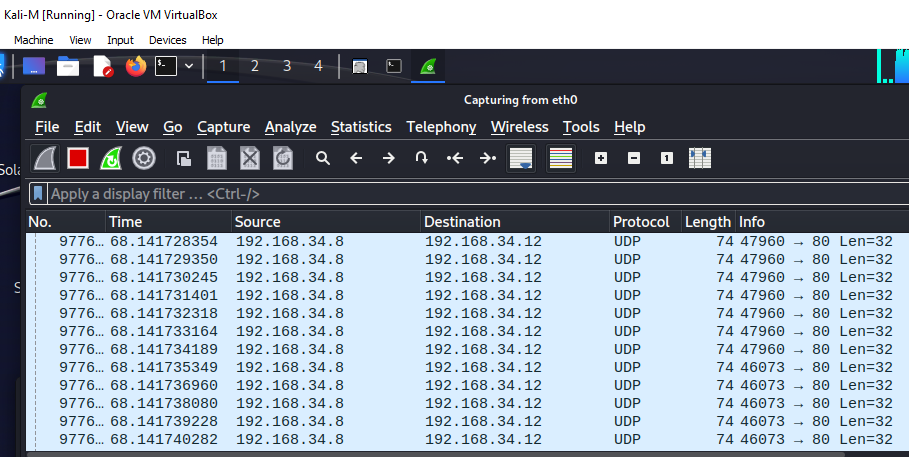 Kali-M [Running] - Oracle VM VirtualBox
Machine View Input Devices Help
1 2 3 4
Capturing from eth0
File Edit View Go Capture Analyze Statistics Telephony Wireless Tools Help
Apply a display filter ... <Ctrl-/>
No. Time Source Destination Protocol Length Info
9776… 68.141728354 192.168.34.8 192.168.34.12 UDP 74 47960 → 80 Len=32
9776… 68.141729350 192.168.34.8 192.168.34.12 UDP 74 47960 → 80 Len=32
9776… 68.141730245 192.168.34.8 192.168.34.12 UDP 74 47960 → 80 Len=32
9776… 68.141731401 192.168.34.8 192.168.34.12 UDP 74 47960 → 80 Len=32
9776… 68.141732318 192.168.34.8 192.168.34.12 UDP 74 47960 → 80 Len=32
9776… 68.141733164 192.168.34.8 192.168.34.12 UDP 74 47960 → 80 Len=32
9776… 68.141734189 192.168.34.8 192.168.34.12 UDP 74 47960 → 80 Len=32
9776… 68.141735349 192.168.34.8 192.168.34.12 UDP 74 46073 → 80 Len=32
9776… 68.141736960 192.168.34.8 192.168.34.12 UDP 74 46073 → 80 Len=32
9776… 68.141738080 192.168.34.8 192.168.34.12 UDP 74 46073 → 80 Len=32
9776… 68.141739228 192.168.34.8 192.168.34.12 UDP 74 46073 → 80 Len=32
9776… 68.141740282 192.168.34.8 192.168.34.12 UDP 74 46073 → 80 Len=32